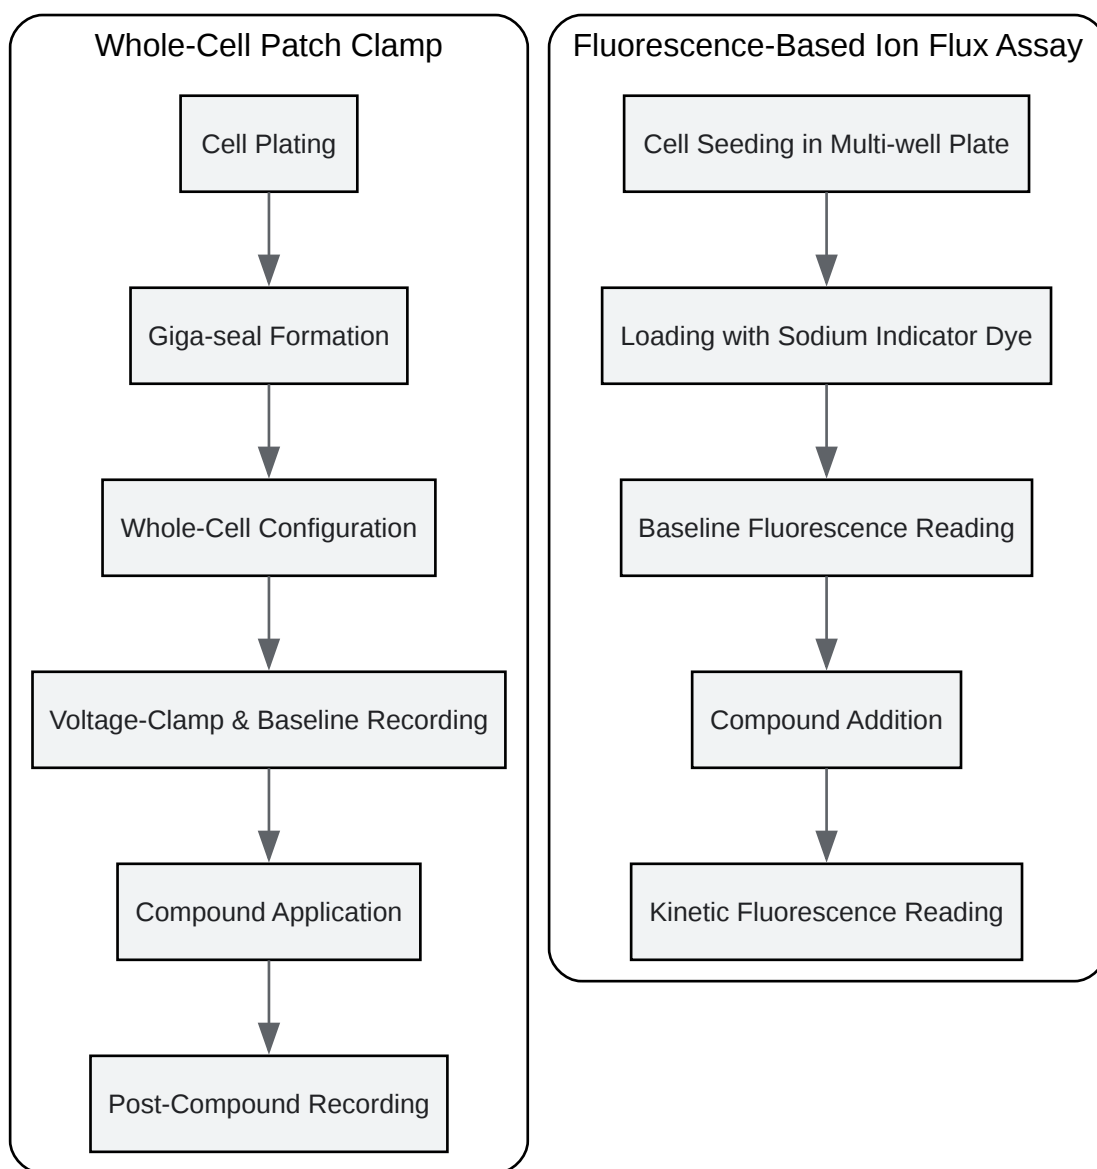 Whole-Cell Patch Clamp
Cell Plating
Giga-seal Formation
Whole-Cell Configuration
Voltage-Clamp & Baseline Recording
Compound Application
Post-Compound Recording
Fluorescence-Based Ion Flux Assay
Cell Seeding in Multi-well Plate
Loading with Sodium Indicator Dye
Baseline Fluorescence Reading
Compound Addition
Kinetic Fluorescence Reading